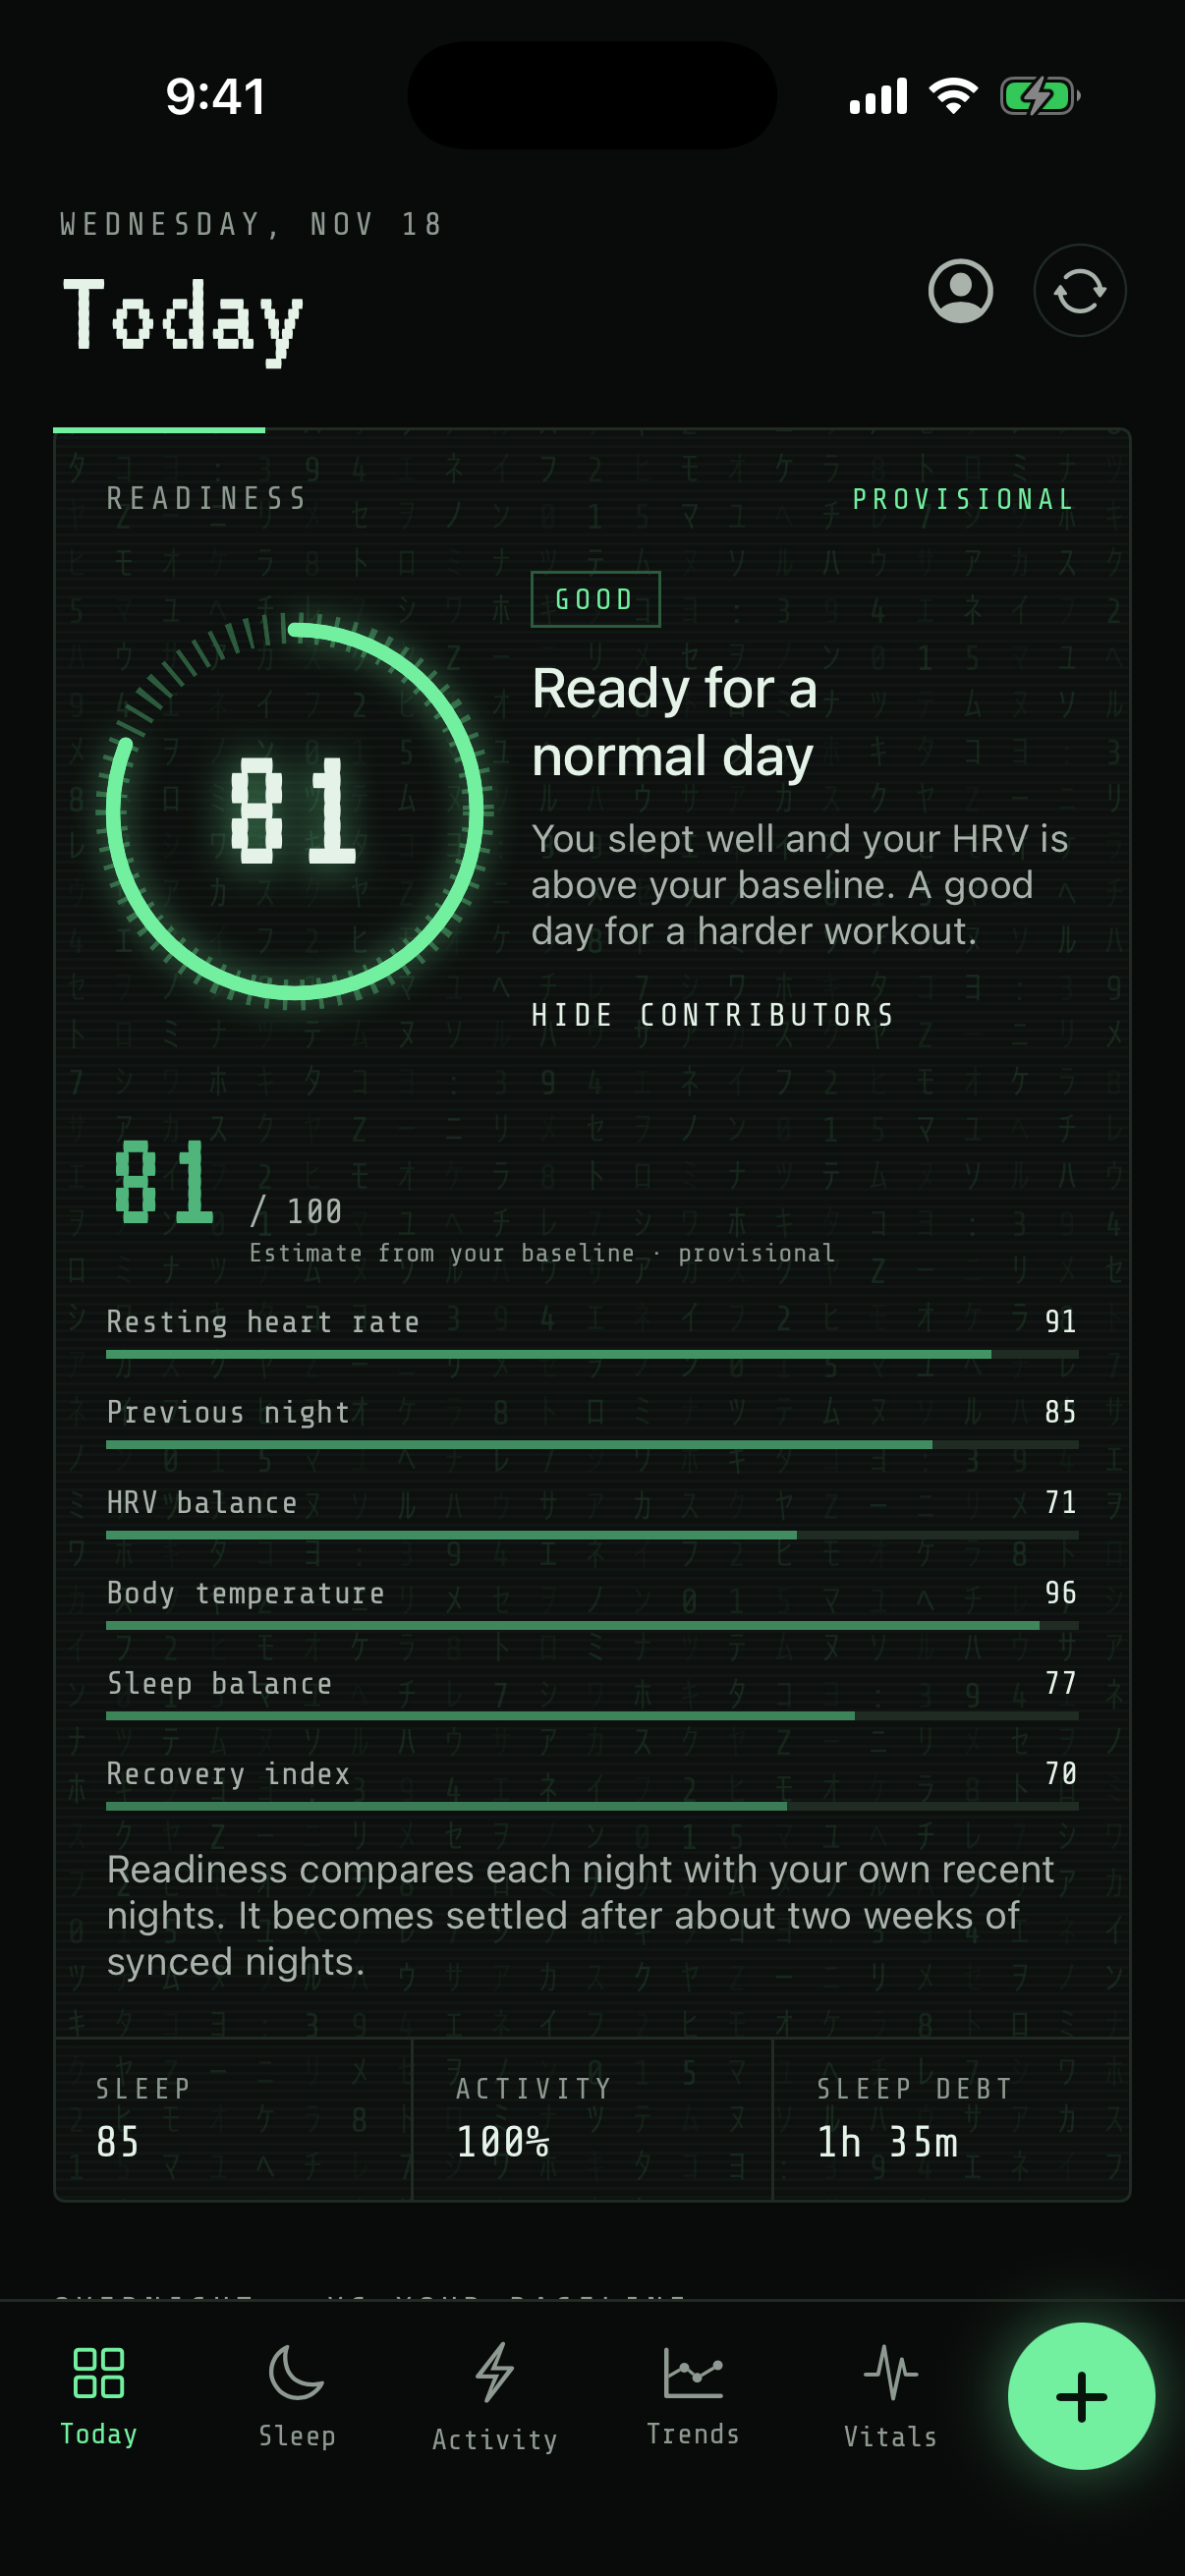 9:41
WEDNESDAY, NOV 18
Today
READINESS
PROVISIONAL
GOOD
Ready for a
normal day
81
You slept well and your HRV is
above your baseline. A good
day for a harder workout.
HIDE CONTRIBUTORS
81 / 100
Estimate from your baseline · provisional
Resting heart rate 91
Previous night 85
HRV balance 71
Body temperature 96
Sleep balance 77
Recovery index 70
Readiness compares each night with your own recent
nights. It becomes settled after about two weeks of
synced nights.
SLEEP
85
ACTIVITY
100%
SLEEP DEBT
1h 35m
Today
Sleep
Activity
Trends
Vitals